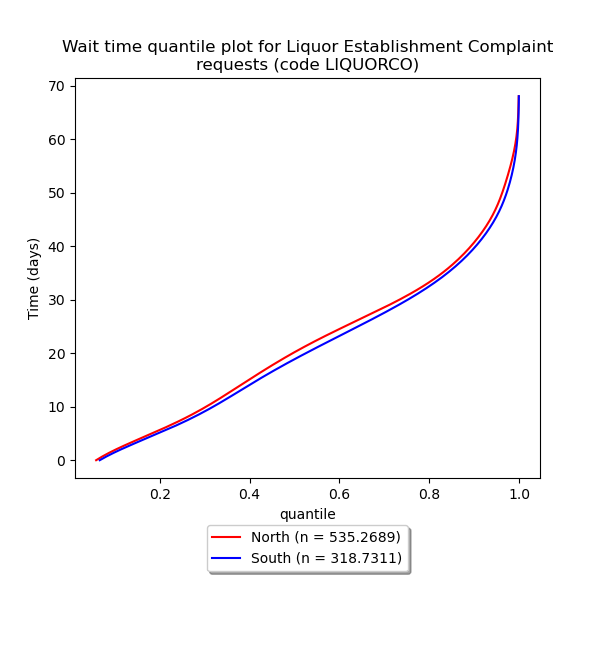 Wait time quantile plot for Liquor Establishment Complaint
requests (code LIQUORCO)
70
60
50
40
30
20
10
0
Time (days)
0.2 0.4 0.6 0.8 1.0
quantile
North (n = 535.2689)
South (n = 318.7311)